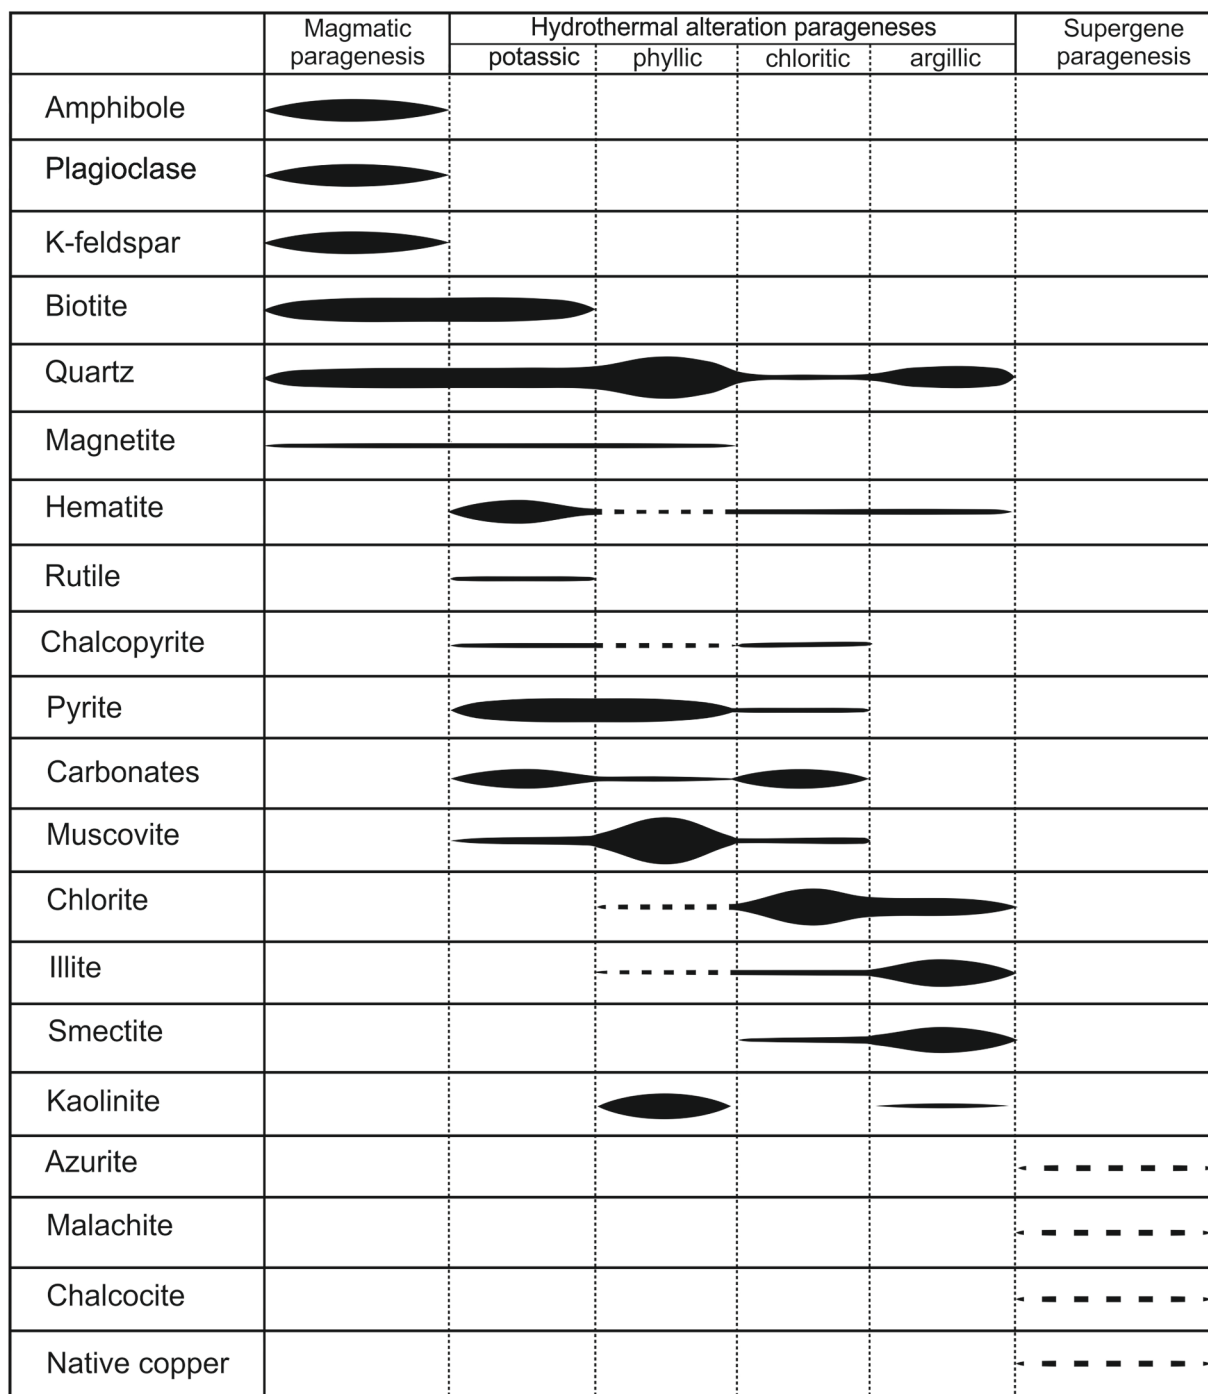 Magmatic
paragenesis
Hydrothermal alteration parageneses
potassic phyllic chloritic argillic
Supergene
paragenesis
Amphibole
Plagioclase
K-feldspar
Biotite
Quartz
Magnetite
Hematite
Rutile
Chalcopyrite
Pyrite
Carbonates
Muscovite
Chlorite
Illite
Smectite
Kaolinite
Azurite
Malachite
Chalcocite
Native copper